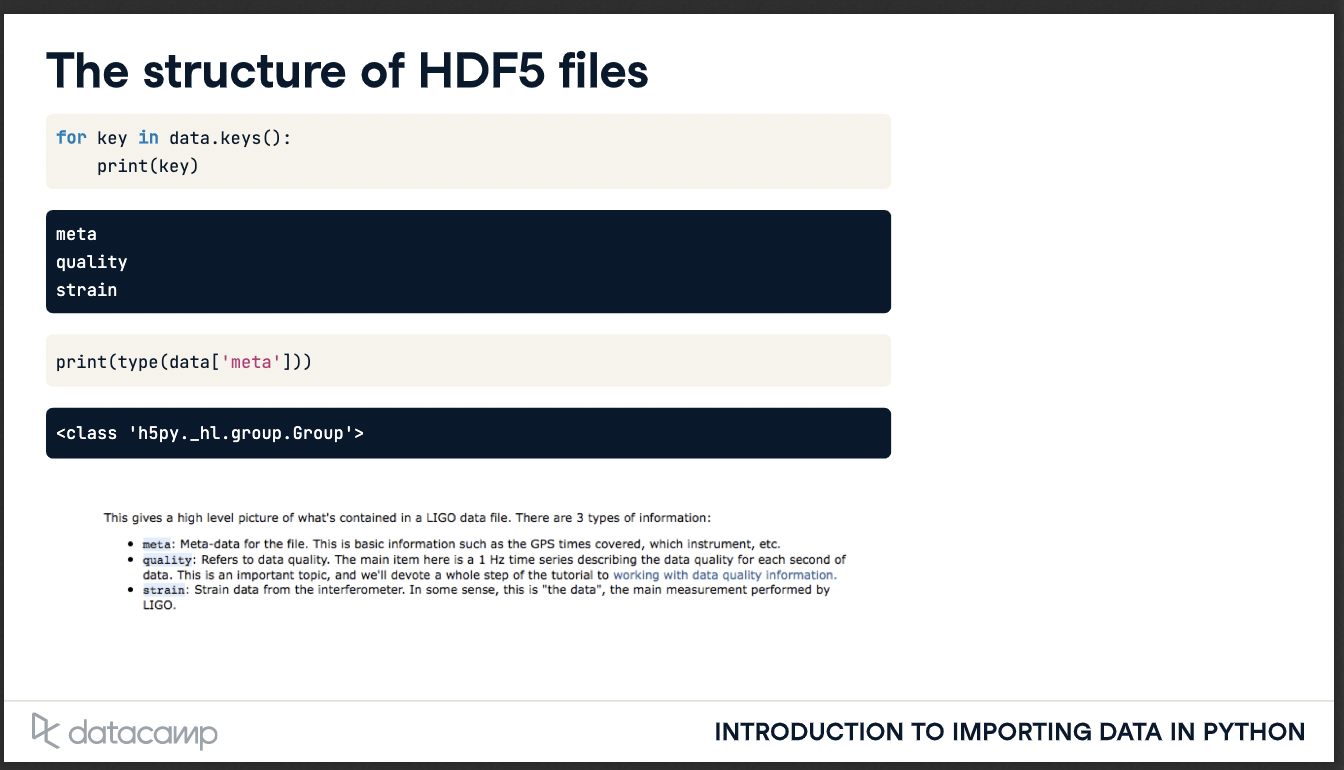 The structure of HDF5 files
for key in data.keys():
    print(key)
meta
quality
strain
print(type(data['meta']))
<class 'h5py._hl.group.Group'>
This gives a high level picture of what's contained in a LIGO data file. There are 3 types of information:
• meta: Meta-data for the file. This is basic information such as the GPS times covered, which instrument, etc.
• quality: Refers to data quality. The main item here is a 1 Hz time series describing the data quality for each second of
data. This is an important topic, and we'll devote a whole step of the tutorial to working with data quality information.
• strain: Strain data from the interferometer. In some sense, this is "the data", the main measurement performed by
LIGO.
datacamp
INTRODUCTION TO IMPORTING DATA IN PYTHON